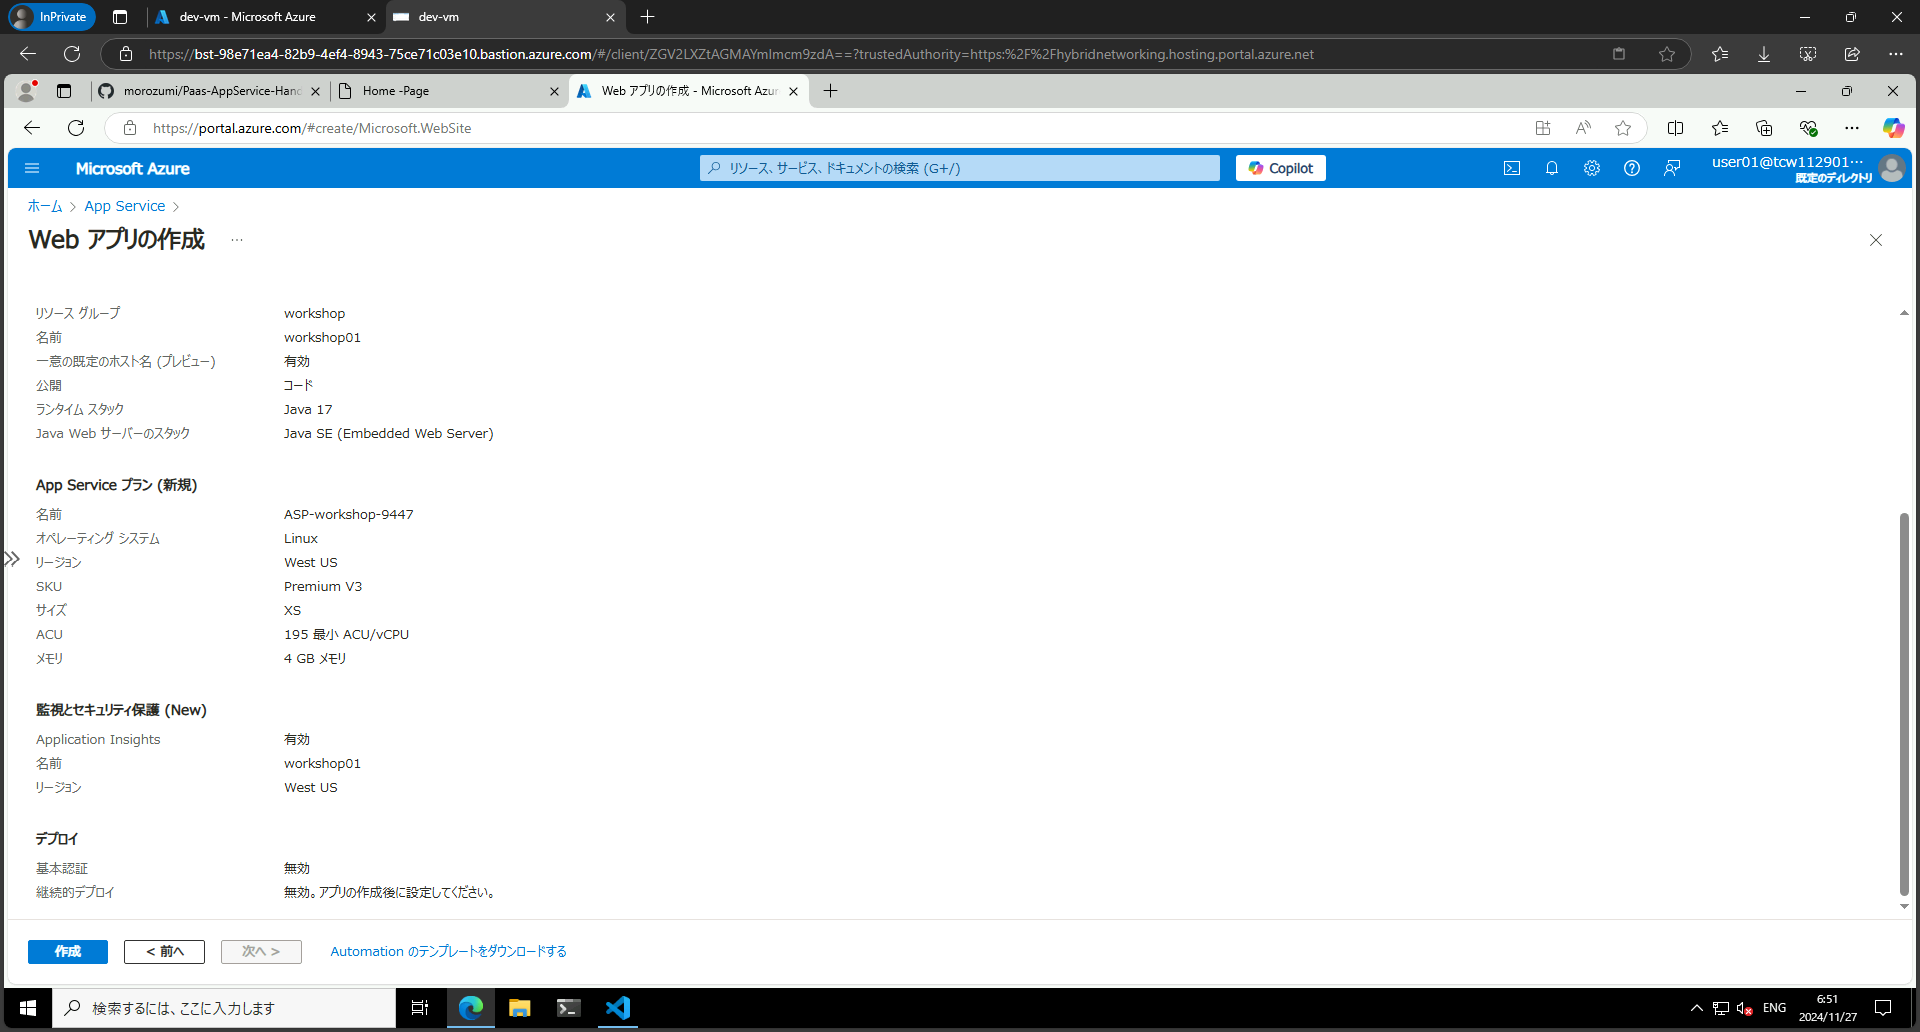 InPrivate
dev-vm - Microsoft Azure
dev-vm
https://bst-98e71ea4-82b9-4ef4-8943-75ce71c03e10.bastion.azure.com/#/client/ZGV2LXZtAGMAYmlmcm9zdA==?trustedAuthority=https:%2F%2Fhybridnetworking.hosting.portal.azure.net
morozumi/Paas-AppService-Hand
Home -Page
Web アプリの作成 - Microsoft Azur
https://portal.azure.com/#create/Microsoft.WebSite
Microsoft Azure
リソース、サービス、ドキュメントの検索 (G+/)
Copilot
user01@tcw112901…
既定のディレクトリ
ホーム > App Service >
Web アプリの作成 …
リソース グループ workshop
名前 workshop01
一意の既定のホスト名 (プレビュー) 有効
公開 コード
ランタイム スタック Java 17
Java Web サーバーのスタック Java SE (Embedded Web Server)
App Service プラン (新規)
名前 ASP-workshop-9447
オペレーティング システム Linux
リージョン West US
SKU Premium V3
サイズ XS
ACU 195 最小 ACU/vCPU
メモリ 4 GB メモリ
監視とセキュリティ保護 (New)
Application Insights 有効
名前 workshop01
リージョン West US
デプロイ
基本認証 無効
継続的デプロイ 無効。アプリの作成後に設定してください。
作成
< 前へ
次へ >
Automation のテンプレートをダウンロードする
検索するには、ここに入力します
ENG
6:51
2024/11/27